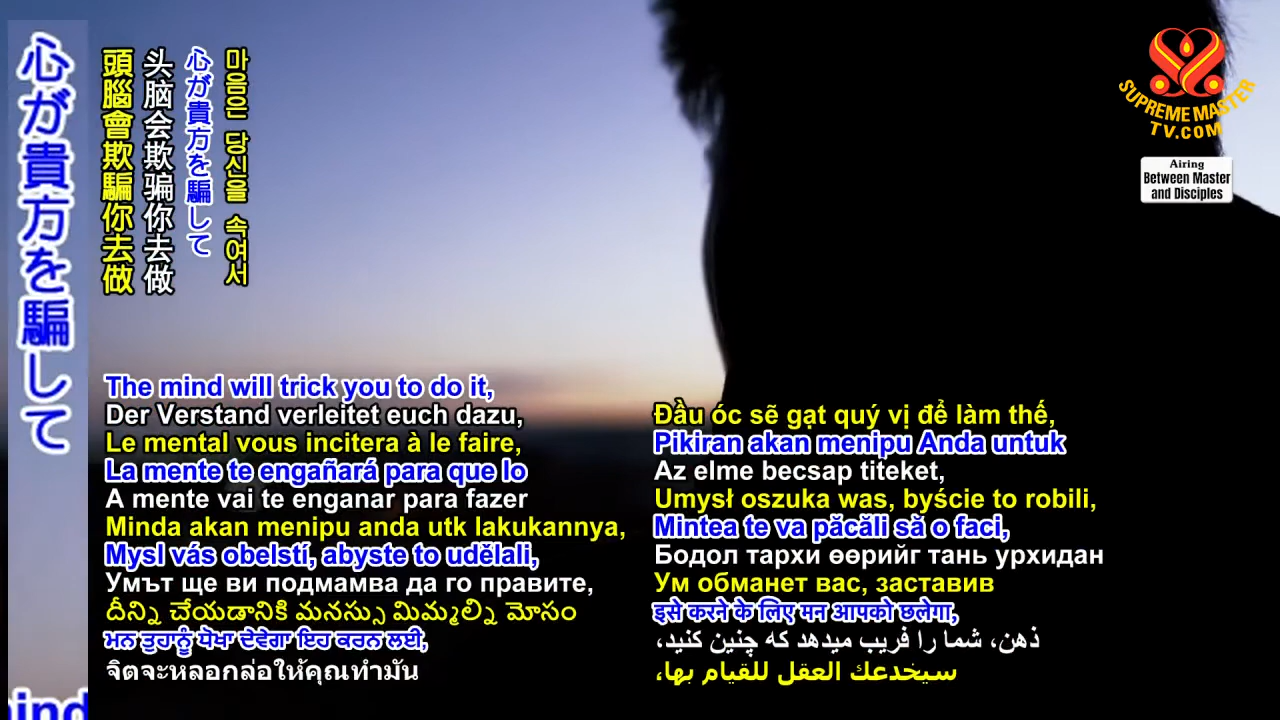 心が貴方を騙して
頭腦會欺騙你去做
头脑会欺骗你去做
心が貴方を騙して
마음은 당신을 속여서
SUPREME MASTER
TV.COM
Airing
Between Master
and Disciples
The mind will trick you to do it,
Der Verstand verleitet euch dazu,
Le mental vous incitera à le faire,
La mente te engañará para que lo
A mente vai te enganar para fazer
Minda akan menipu anda utk lakukannya,
Mysl vás obelstí, abyste to udělali,
Умът ще ви подмамва да го правите,
దీన్ని చేయడానికి మనస్సు మిమ్మల్ని మోసం
ਮਨ ਤੁਹਾਨੂੰ ਧੋਖਾ ਦੇਵੇਗਾ ਇਹ ਕਰਨ ਲਈ,
จิตจะหลอกล่อให้คุณทำมัน
Đầu óc sẽ gạt quý vị để làm thế,
Pikiran akan menipu Anda untuk
Az elme becsap titeket,
Umysł oszuka was, byście to robili,
Mintea te va păcăli să o faci,
Бодол тархи өөрийг тань урхидан
Ум обманет вас, заставив
इसे करने के लिए मन आपको छलेगा,
ذهن، شما را فریب میدهد که چنین کنید،
سيخدعك العقل للقيام بها،